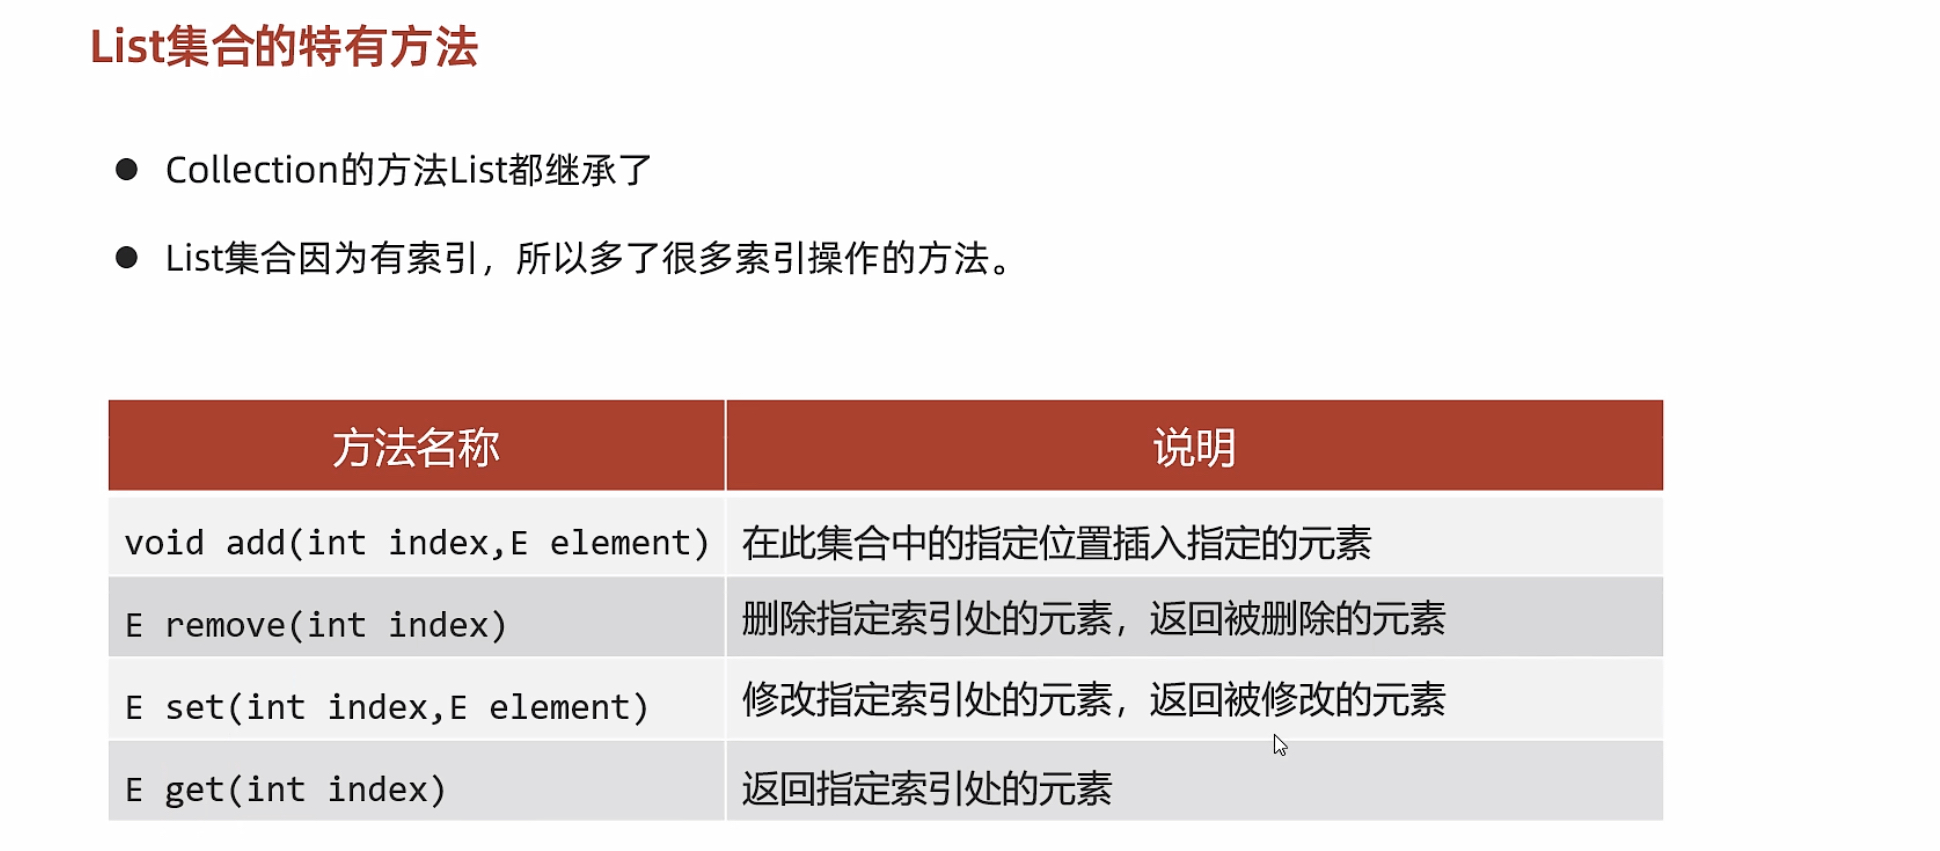 List集合的特有方法
Collection的方法List都继承了
List集合因为有索引，所以多了很多索引操作的方法。
方法名称 说明
void add(int index,E element) 在此集合中的指定位置插入指定的元素
E remove(int index) 删除指定索引处的元素，返回被删除的元素
E set(int index,E element) 修改指定索引处的元素，返回被修改的元素
E get(int index) 返回指定索引处的元素